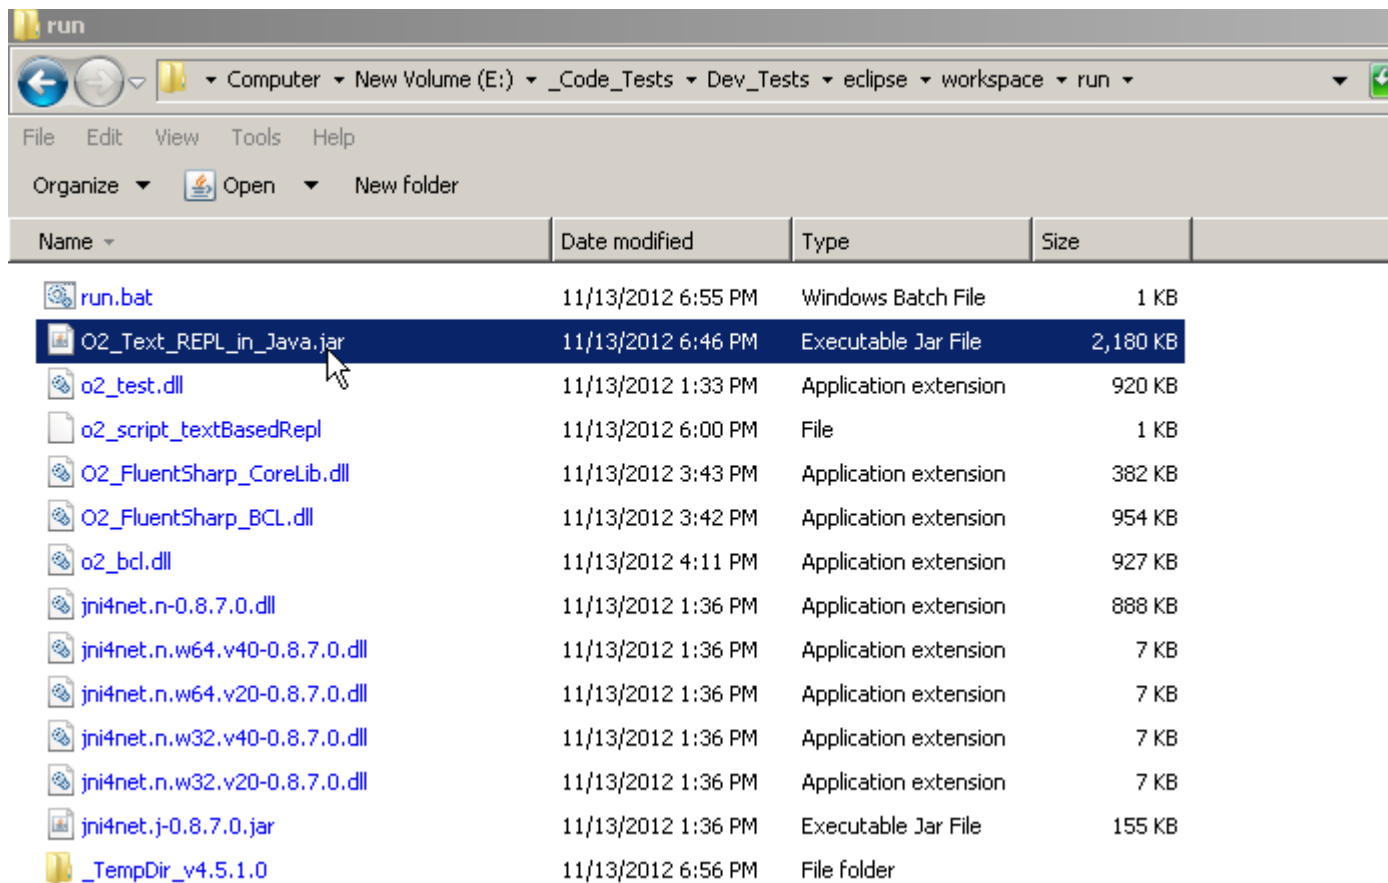 run
Computer New Volume (E:) _Code_Tests Dev_Tests eclipse workspace run
File Edit View Tools Help
Organize Open New folder
Name Date modified Type Size
run.bat 11/13/2012 6:55 PM Windows Batch File 1 KB
O2_Text_REPL_in_Java.jar 11/13/2012 6:46 PM Executable Jar File 2,180 KB
o2_test.dll 11/13/2012 1:33 PM Application extension 920 KB
o2_script_textBasedRepl 11/13/2012 6:00 PM File 1 KB
O2_FluentSharp_CoreLib.dll 11/13/2012 3:43 PM Application extension 382 KB
O2_FluentSharp_BCL.dll 11/13/2012 3:42 PM Application extension 954 KB
o2_bcl.dll 11/13/2012 4:11 PM Application extension 927 KB
jni4net.n-0.8.7.0.dll 11/13/2012 1:36 PM Application extension 888 KB
jni4net.n.w64.v40-0.8.7.0.dll 11/13/2012 1:36 PM Application extension 7 KB
jni4net.n.w64.v20-0.8.7.0.dll 11/13/2012 1:36 PM Application extension 7 KB
jni4net.n.w32.v40-0.8.7.0.dll 11/13/2012 1:36 PM Application extension 7 KB
jni4net.n.w32.v20-0.8.7.0.dll 11/13/2012 1:36 PM Application extension 7 KB
jni4net.j-0.8.7.0.jar 11/13/2012 1:36 PM Executable Jar File 155 KB
_TempDir_v4.5.1.0 11/13/2012 6:56 PM File folder